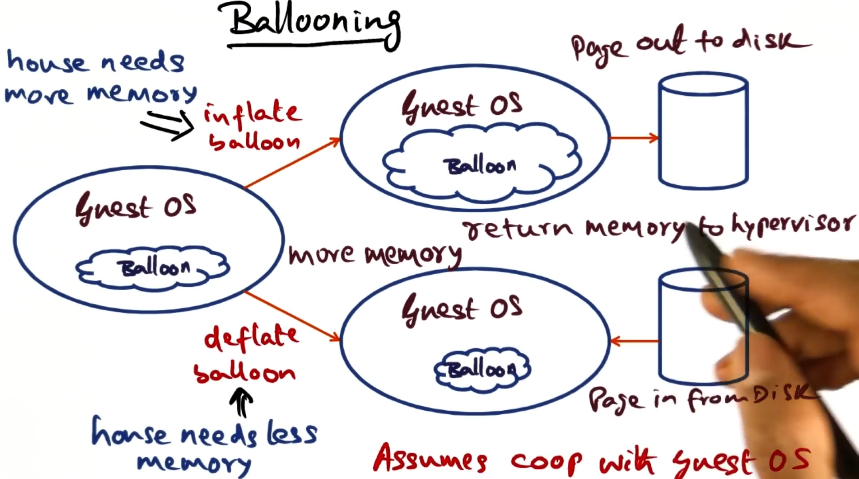 Ballooning
house needs
more memory
inflate
balloon
Guest OS
Balloon
Page out to disk
Guest OS
Balloon
return memory to hypervisor
more memory
deflate
balloon
Guest OS
Balloon
Page in from Disk
house needs less
memory
Assumes coop with guest OS